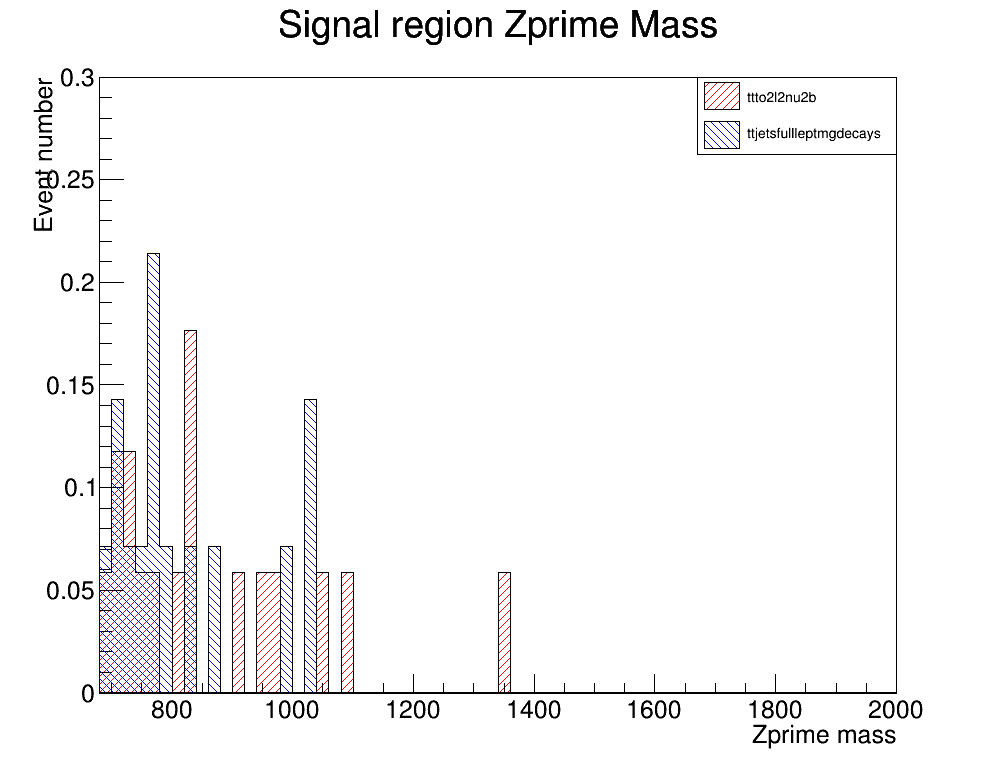 Signal region Zprime Mass
Event number
0.3
0.25
0.2
0.15
0.1
0.05
0
ttto2l2nu2b
ttjetsfullleptmgdecays
800 1000 1200 1400 1600 1800 2000
Zprime mass